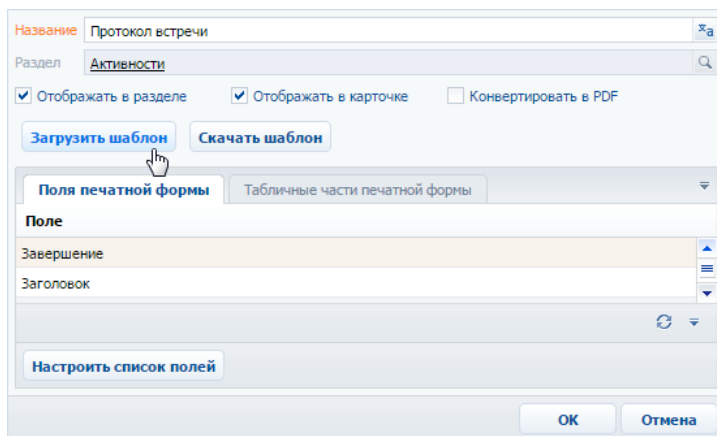 Название Протокол встречи
Раздел Активности
Отображать в разделе Отображать в карточке Конвертировать в PDF
Загрузить шаблон Скачать шаблон
Поля печатной формы Табличные части печатной формы
Поле
Завершение
Заголовок
Настроить список полей
ОК Отмена